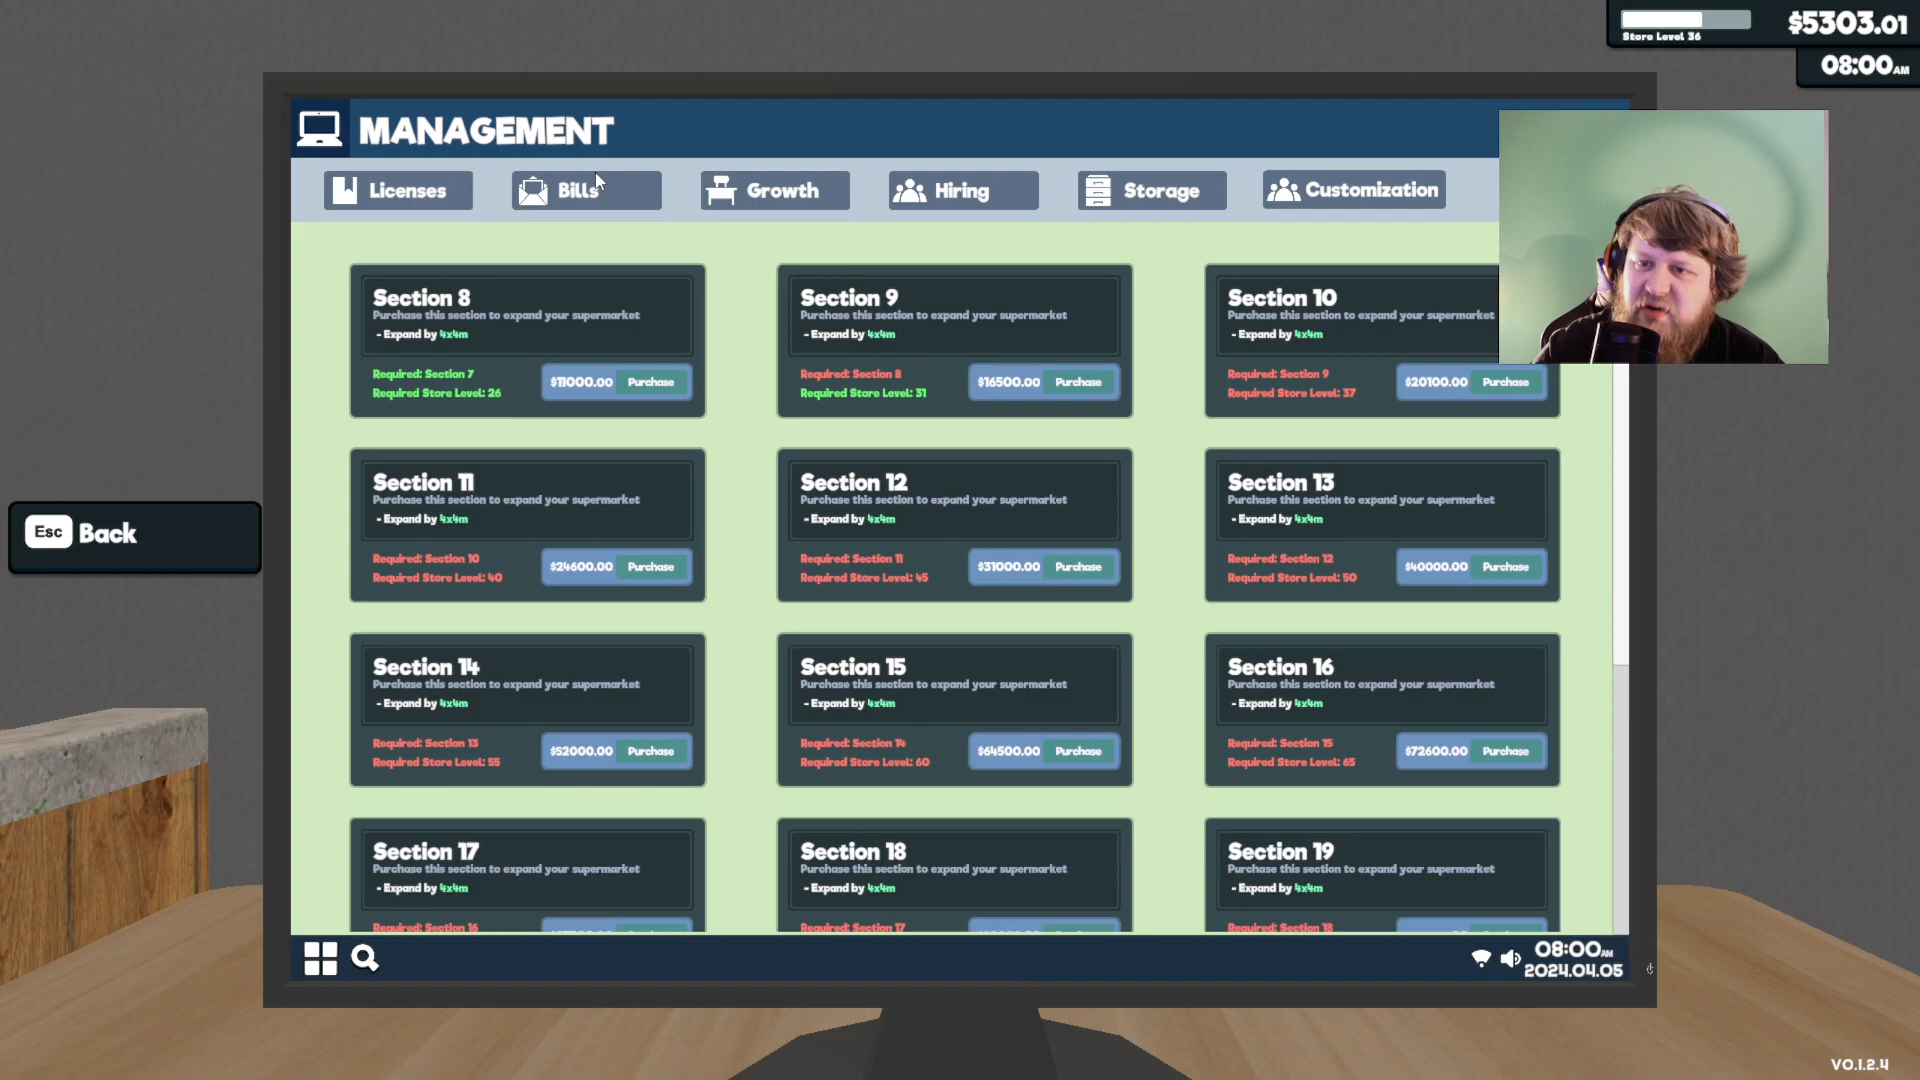 $5303.01
Store Level 36
08:00AM
MANAGEMENT
Licenses
Bills
Growth
Hiring
Storage
Customization
Section 8
Purchase this section to expand your supermarket
- Expand by 4x4m
Required: Section 7
Required Store Level: 26
$11000.00 Purchase
Section 9
Purchase this section to expand your supermarket
- Expand by 4x4m
Required: Section 8
Required Store Level: 31
$16500.00 Purchase
Section 10
Purchase this section to expand your supermarket
- Expand by 4x4m
Required: Section 9
Required Store Level: 37
$20100.00 Purchase
Section 11
Purchase this section to expand your supermarket
- Expand by 4x4m
Required: Section 10
Required Store Level: 40
$24600.00 Purchase
Section 12
Purchase this section to expand your supermarket
- Expand by 4x4m
Required: Section 11
Required Store Level: 45
$31000.00 Purchase
Section 13
Purchase this section to expand your supermarket
- Expand by 4x4m
Required: Section 12
Required Store Level: 50
$40000.00 Purchase
Esc Back
Section 14
Purchase this section to expand your supermarket
- Expand by 4x4m
Required: Section 13
Required Store Level: 55
$52000.00 Purchase
Section 15
Purchase this section to expand your supermarket
- Expand by 4x4m
Required: Section 14
Required Store Level: 60
$64500.00 Purchase
Section 16
Purchase this section to expand your supermarket
- Expand by 4x4m
Required: Section 15
Required Store Level: 65
$72600.00 Purchase
Section 17
Purchase this section to expand your supermarket
- Expand by 4x4m
Required: Section 16
Section 18
Purchase this section to expand your supermarket
- Expand by 4x4m
Required: Section 17
Section 19
Purchase this section to expand your supermarket
- Expand by 4x4m
Required: Section 18
08:00AM
2024.04.05
V0.1.2.4